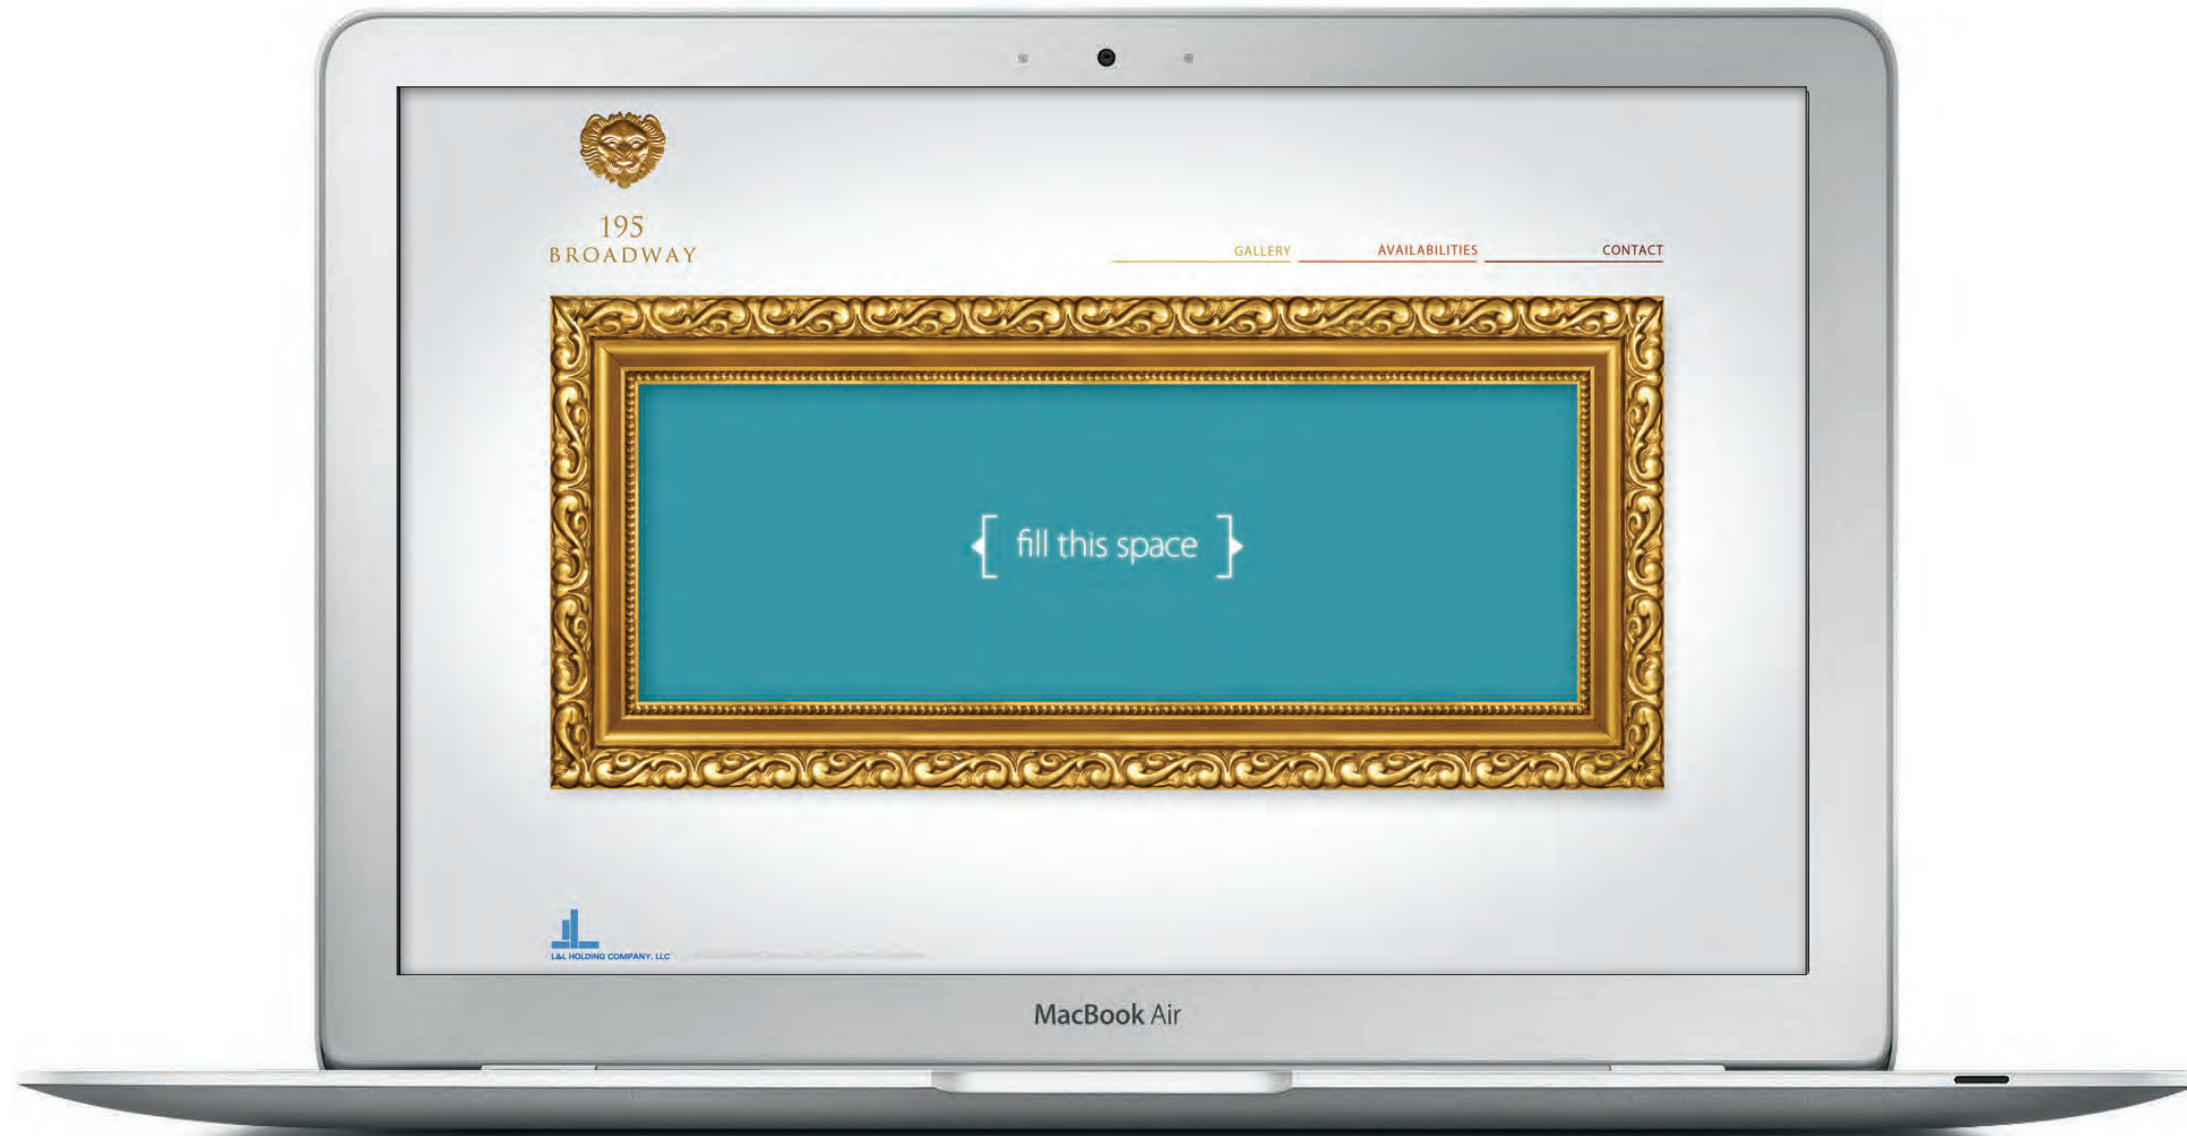 195
BROADWAY
GALLERY
AVAILABILITIES
CONTACT
fill this space
L&L HOLDING COMPANY, LLC
MacBook Air